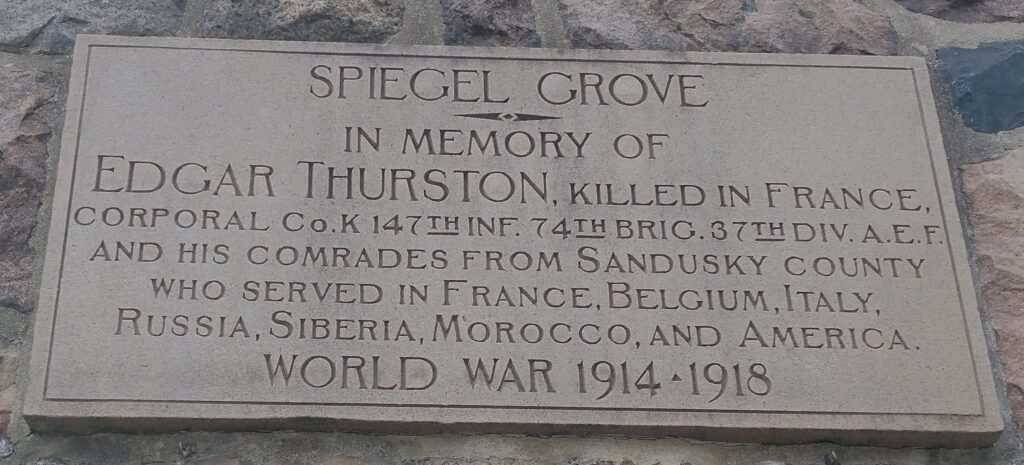 SPIEGEL GROVE
IN MEMORY OF
EDGAR THURSTON, KILLED IN FRANCE,
CORPORAL CO. K 147TH INF. 74TH BRIG. 37TH DIV. A.E.F.
AND HIS COMRADES FROM SANDUSKY COUNTY
WHO SERVED IN FRANCE, BELGIUM, ITALY,
RUSSIA, SIBERIA, MOROCCO, AND AMERICA.
WORLD WAR 1914-1918